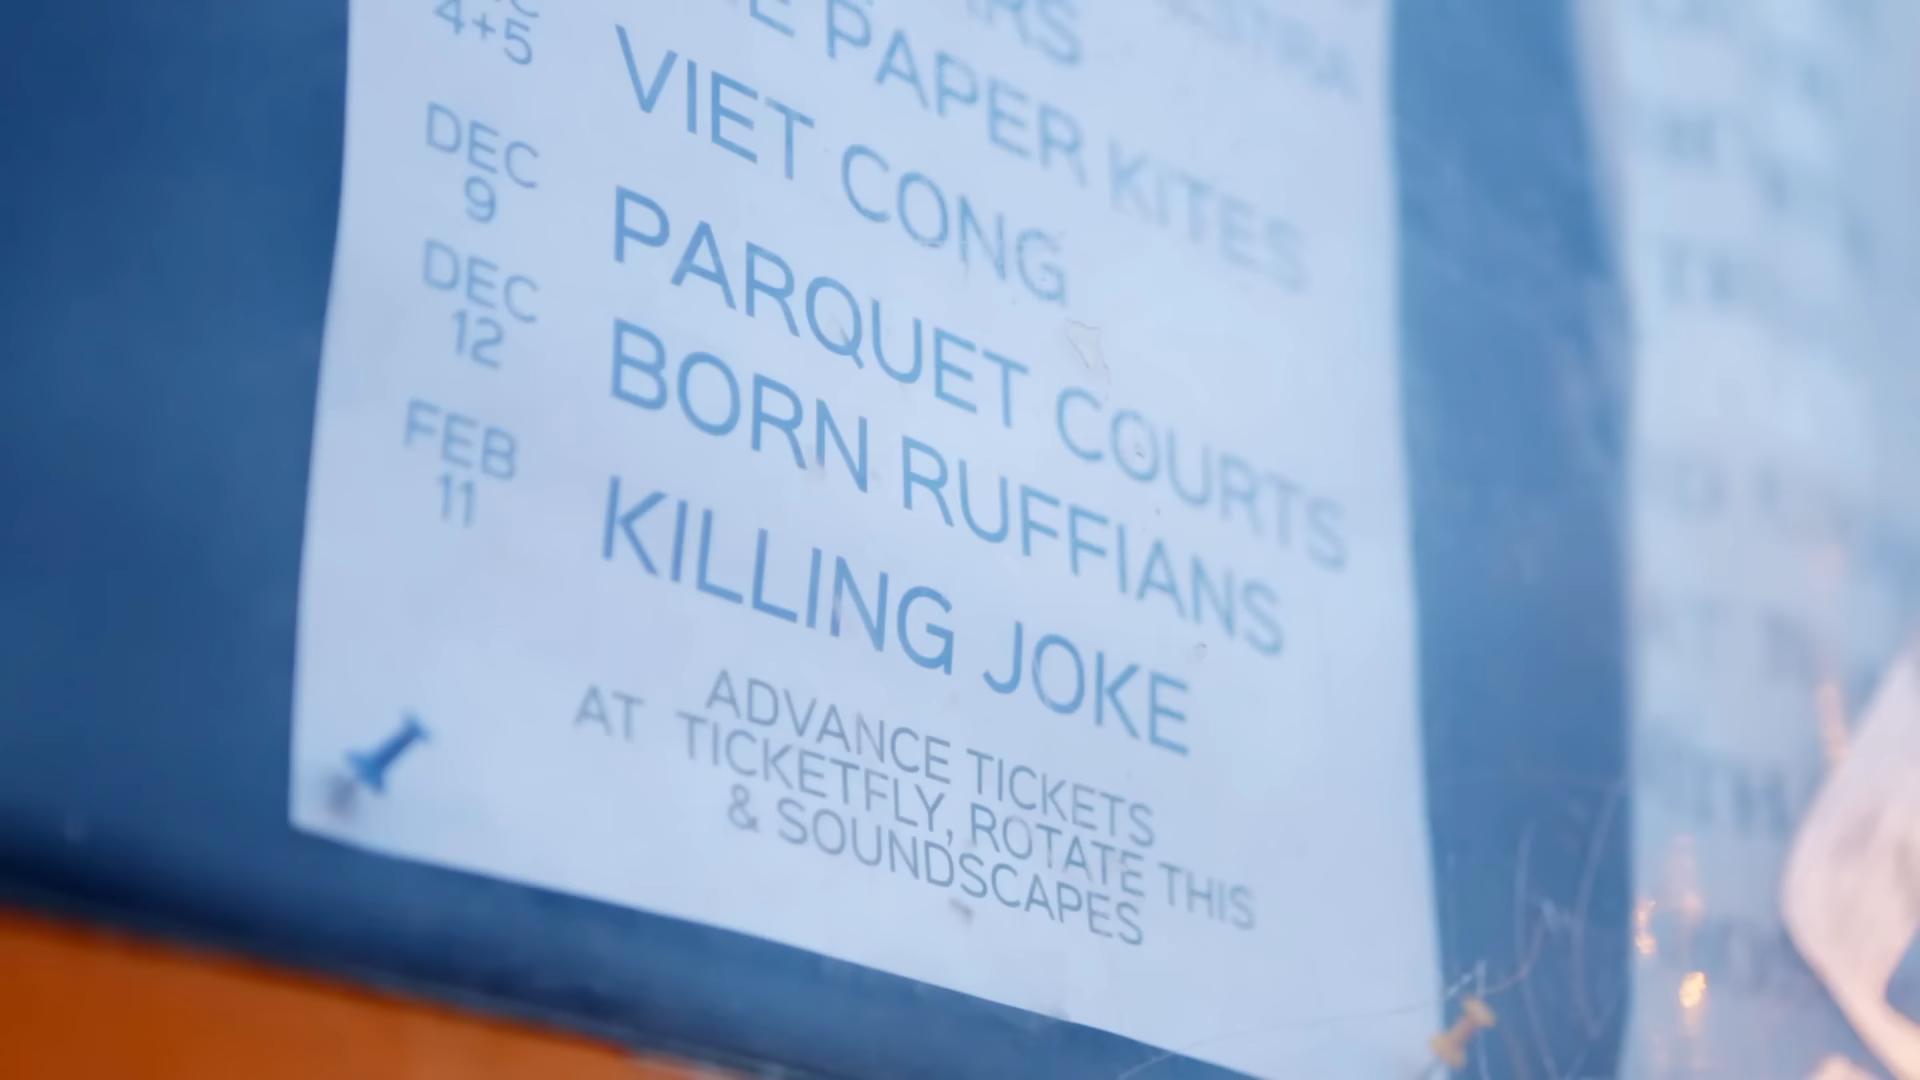 PAPER KITES
4+5 VIET CONG
DEC 9 PARQUET COURTS
DEC 12 BORN RUFFIANS
FEB 11 KILLING JOKE
ADVANCE TICKETS
AT TICKETFLY, ROTATE THIS
& SOUNDSCAPES